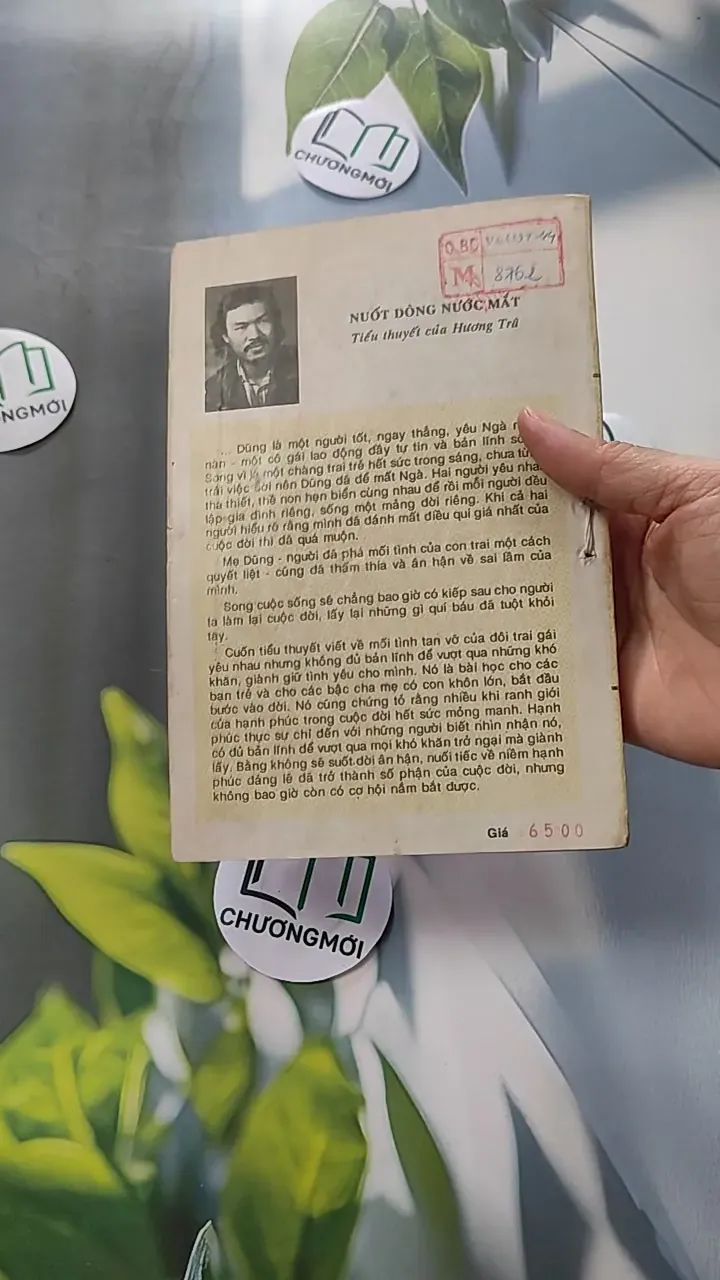 CHƯƠNGMỚI
NGMỚI
O.BC
M
8762
NUỐT DÒNG NƯỚC MẮT
Tiểu thuyết của Hương Trà
... Dũng là một người tốt, ngay thẳng, yêu Ngà
nàn - một cô gái lao động đầy tự tin và bản lĩnh
Song vì là một chàng trai trẻ hết sức trong sáng, chưa
trải việc đời nên Dũng đã để mất Ngà. Hai người yêu
tha thiết, thề non hẹn biển cùng nhau để rồi mỗi người đều
lập gia đình riêng, sống một mảng đời riêng. Khi cả hai
người hiểu rõ rằng mình đã đánh mất điều quí giá nhất của
cuộc đời thì đã quá muộn.
Mẹ Dũng - người đã phá mối tình của con trai một cách
quyết liệt - cũng đã thấm thía và ân hận về sai lầm của
mình.
Song cuộc sống sẽ chẳng bao giờ có kiếp sau cho người
ta làm lại cuộc đời, lấy lại những gì quí báu đã tuột khỏi
tay.
Cuốn tiểu thuyết viết về mối tình tan vỡ của đôi trai gái
yêu nhau nhưng không đủ bản lĩnh để vượt qua những khó
khăn, giành giữ tình yêu cho mình. Nó là bài học cho các
bạn trẻ và cho các bậc cha mẹ có con khôn lớn, bắt đầu
bước vào đời. Nó cũng chứng tỏ rằng nhiều khi ranh giới
của hạnh phúc trong cuộc đời hết sức mỏng manh. Hạnh
phúc thực sự chỉ đến với những người biết nhìn nhận nó,
có đủ bản lĩnh để vượt qua mọi khó khăn trở ngại mà giành
lấy. Bằng không sẽ suốt đời ân hận, nuối tiếc về niềm hạnh
phúc đáng lẽ đã trở thành số phận của cuộc đời, nhưng
không bao giờ còn có cơ hội nắm bắt được.
Giá 6500
CHƯƠNGMỚI